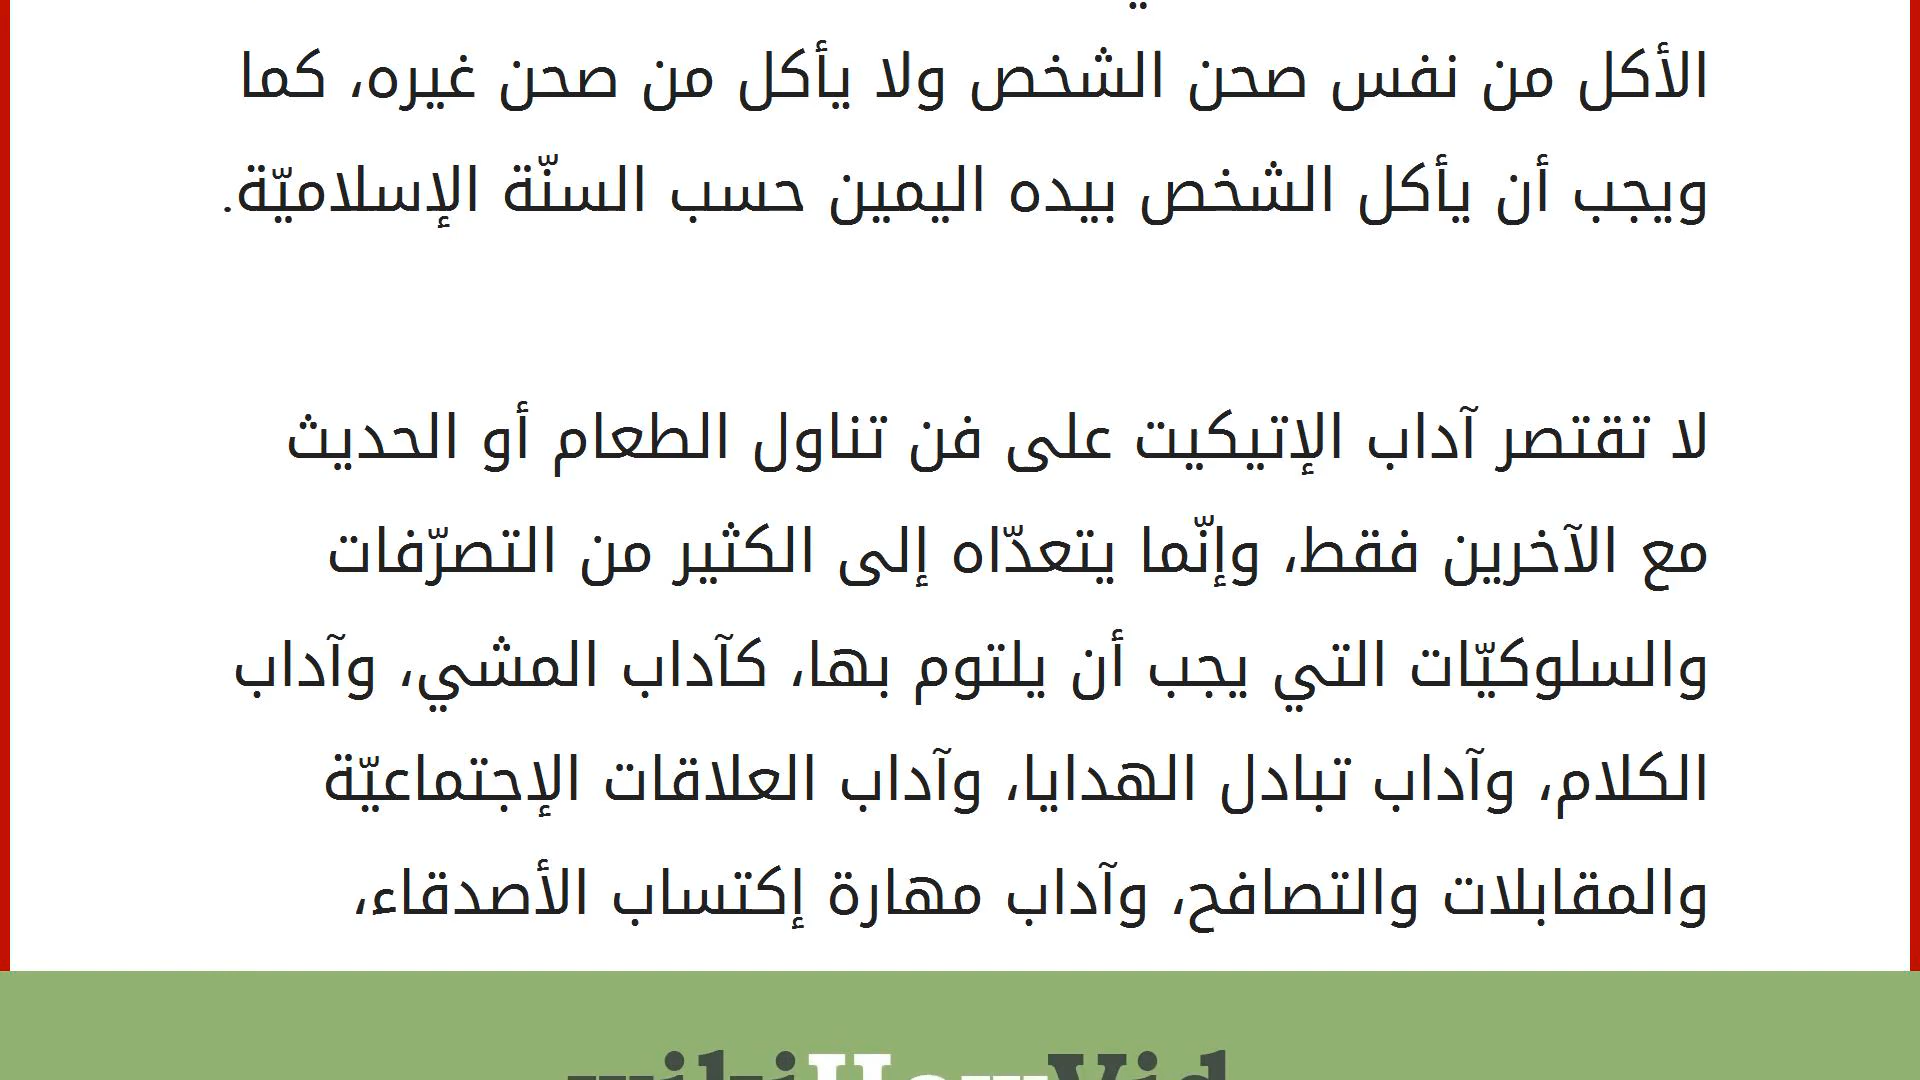 الأكل من نفس صحن الشخص ولا يأكل من صحن غيره، كما
ويجب أن يأكل الشخص بيده اليمين حسب السنّة الإسلاميّة.
لا تقتصر آداب الإتيكيت على فن تناول الطعام أو الحديث
مع الآخرين فقط، وإنّما يتعدّاه إلى الكثير من التصرّفات
والسلوكيّات التي يجب أن يلتوم بها، كآداب المشي، وآداب
الكلام، وآداب تبادل الهدايا، وآداب العلاقات الإجتماعيّة
والمقابلات والتصافح، وآداب مهارة إكتساب الأصدقاء،
wikiHowVid